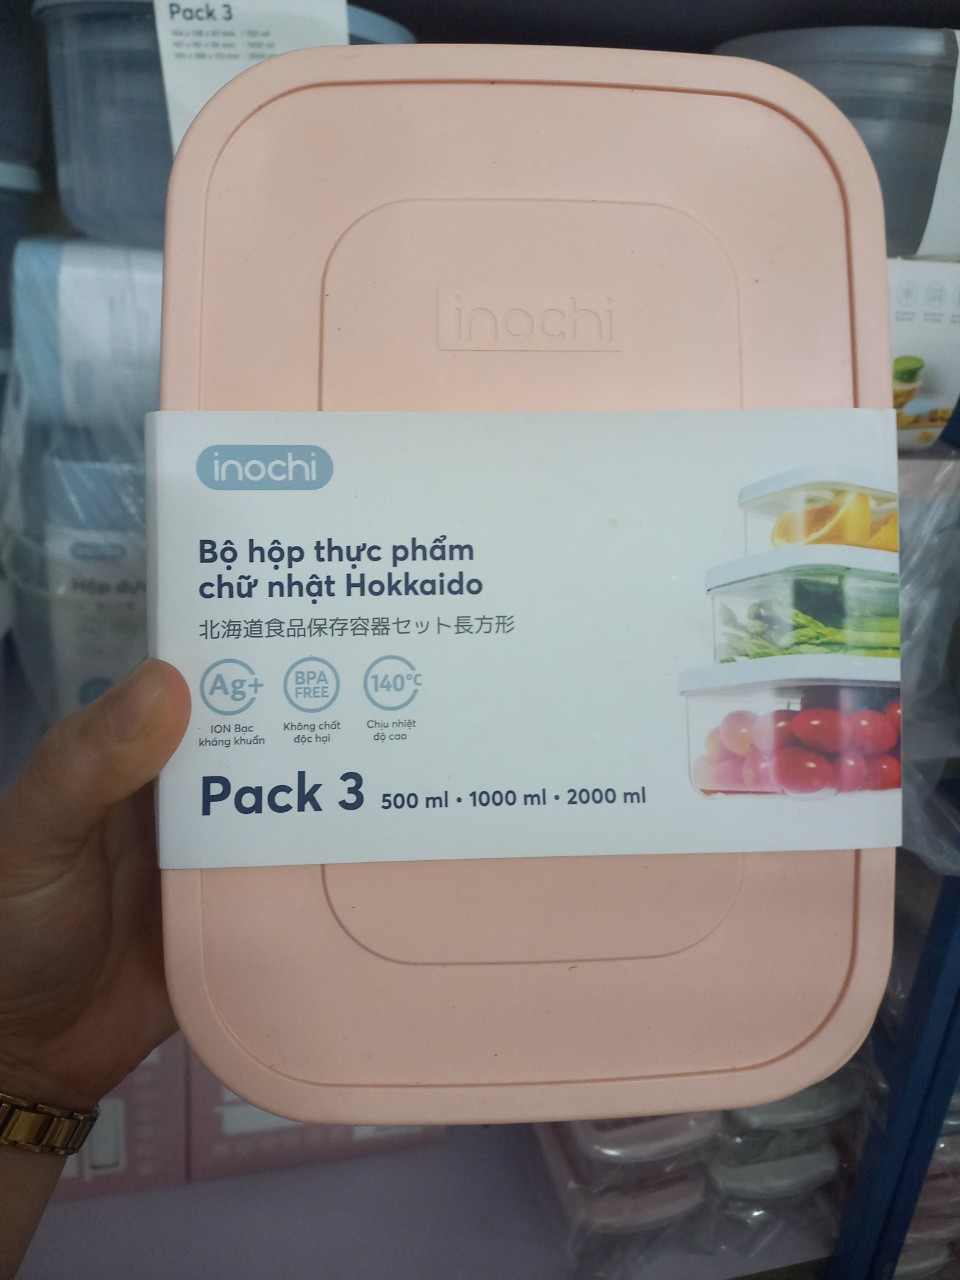 Pack 3
inochi
inochi
Bộ hộp thực phẩm
chữ nhật Hokkaido
北海道食品保存容器セット長方形
Ag+
BPA
FREE
140°C
ION Bạc
kháng khuẩn
Không chất
độc hại
Chịu nhiệt
độ cao
Pack 3 500 ml • 1000 ml • 2000 ml